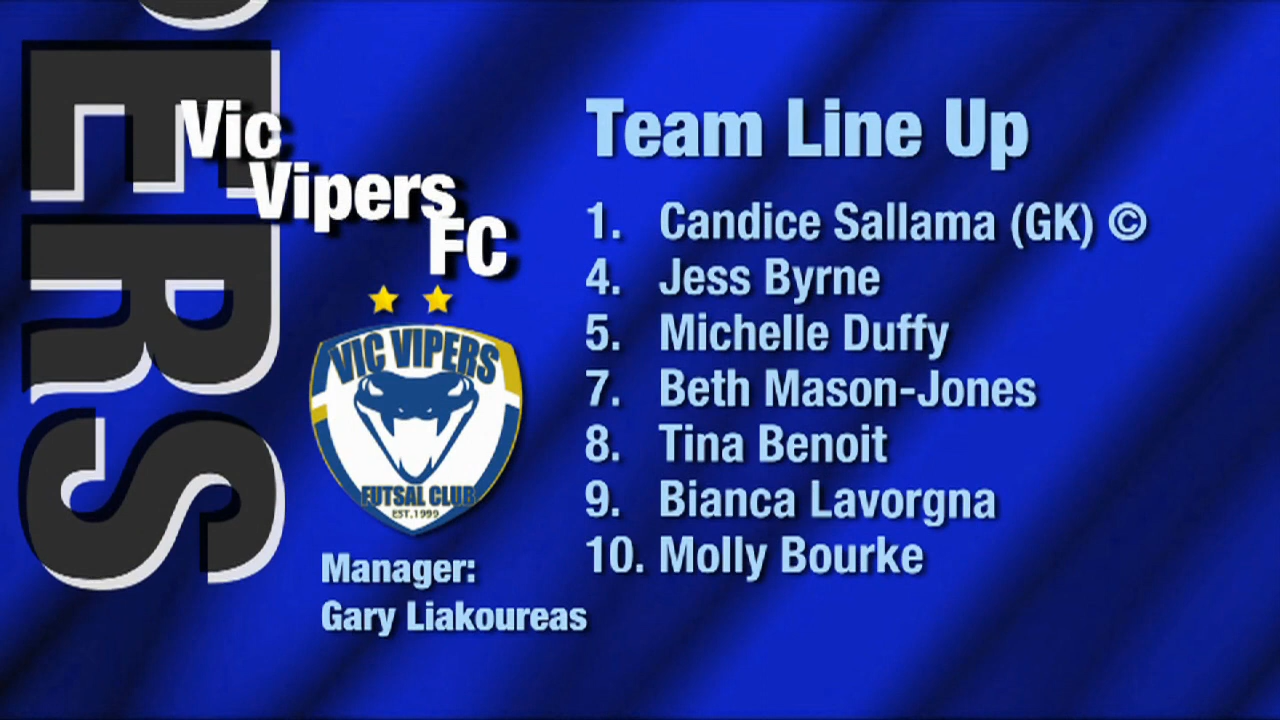 ERS
Vic
Vipers
FC
VIC VIPERS
FUTSAL CLUB
EST.1999
Manager:
Gary Liakoureas
Team Line Up
1. Candice Sallama (GK) ©
4. Jess Byrne
5. Michelle Duffy
7. Beth Mason-Jones
8. Tina Benoit
9. Bianca Lavorgna
10. Molly Bourke